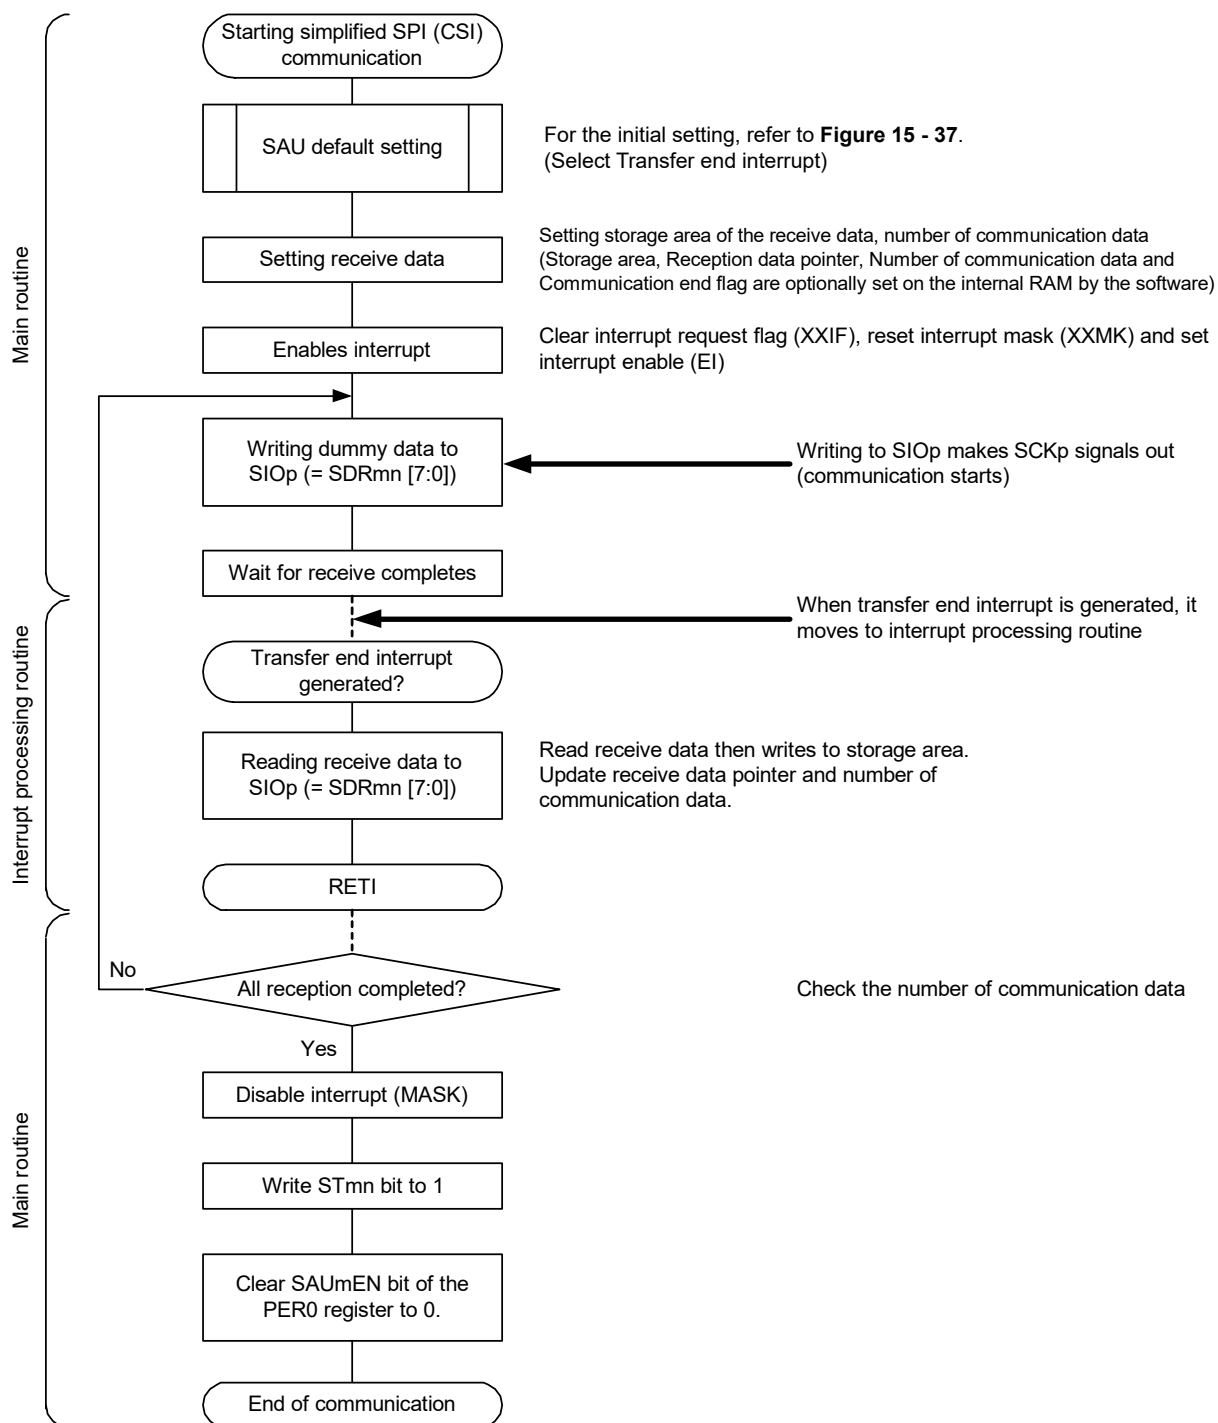 Starting simplified SPI (CSI)
communication
SAU default setting
For the initial setting, refer to Figure 15 - 37.
(Select Transfer end interrupt)
Main routine
Setting receive data
Setting storage area of the receive data, number of communication data
(Storage area, Reception data pointer, Number of communication data and
Communication end flag are optionally set on the internal RAM by the software)
Enables interrupt
Clear interrupt request flag (XXIF), reset interrupt mask (XXMK) and set
interrupt enable (EI)
Writing dummy data to
SIOp (= SDRmn [7:0])
Writing to SIOp makes SCKp signals out
(communication starts)
Wait for receive completes
When transfer end interrupt is generated, it
moves to interrupt processing routine
Interrupt processing routine
Transfer end interrupt
generated?
Reading receive data to
SIOp (= SDRmn [7:0])
Read receive data then writes to storage area.
Update receive data pointer and number of
communication data.
RETI
No
All reception completed?
Check the number of communication data
Yes
Main routine
Disable interrupt (MASK)
Write STmn bit to 1
Clear SAUmEN bit of the
PER0 register to 0.
End of communication